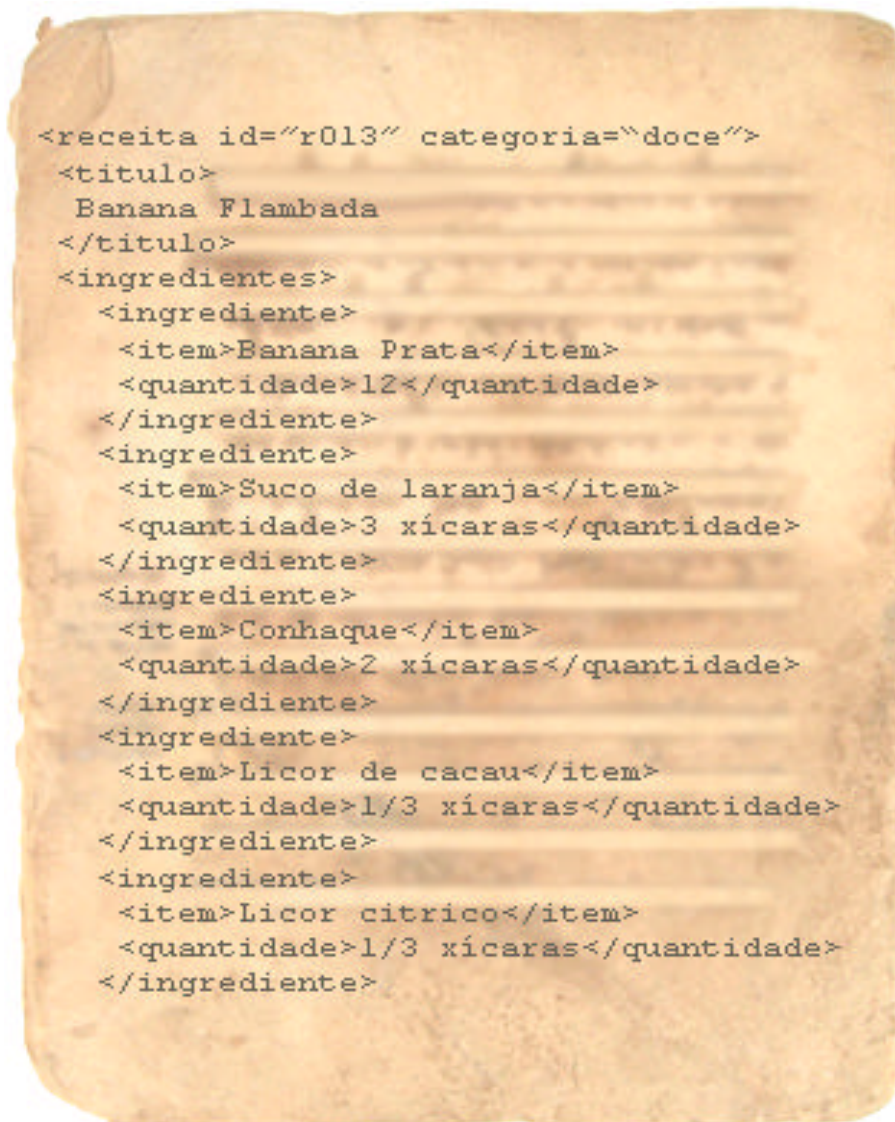 <receita id="r013" categoria="doce">
<titulo>
Banana Flambada
</titulo>
<ingredientes>
<ingrediente>
<item>Banana Prata</item>
<quantidade>12</quantidade>
</ingrediente>
<ingrediente>
<item>Suco de laranja</item>
<quantidade>3 xícaras</quantidade>
</ingrediente>
<ingrediente>
<item>Conhaque</item>
<quantidade>2 xícaras</quantidade>
</ingrediente>
<ingrediente>
<item>Licor de cacau</item>
<quantidade>1/3 xícaras</quantidade>
</ingrediente>
<ingrediente>
<item>Licor citrico</item>
<quantidade>1/3 xícaras</quantidade>
</ingrediente>